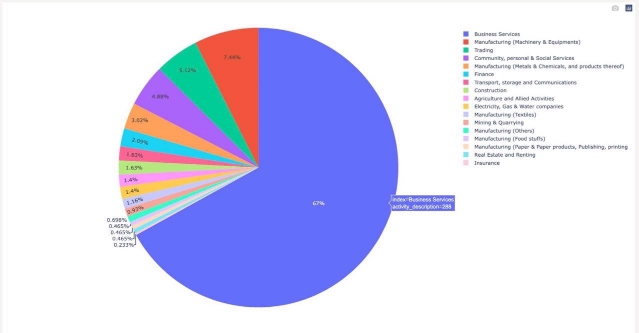 Business Services
Manufacturing (Machinery & Equipments)
Trading
Community, personal & Social Services
Manufacturing (Metals & Chemicals, and products thereof)
Finance
Transport, storage and Communications
Construction
Agriculture and Allied Activities
Electricity, Gas & Water companies
Manufacturing (Textiles)
Mining & Quarrying
Manufacturing (Others)
Manufacturing (Food stuffs)
Manufacturing (Paper & Paper products, Publishing, printing
Real Estate and Renting
Insurance
7.44%
5.12%
4.88%
3.02%
2.09%
1.63%
1.63%
1.4%
1.4%
1.16%
0.93%
0.698%
0.465%
0.465%
0.465%
0.233%
67%
index=Business Services
activity_description=288